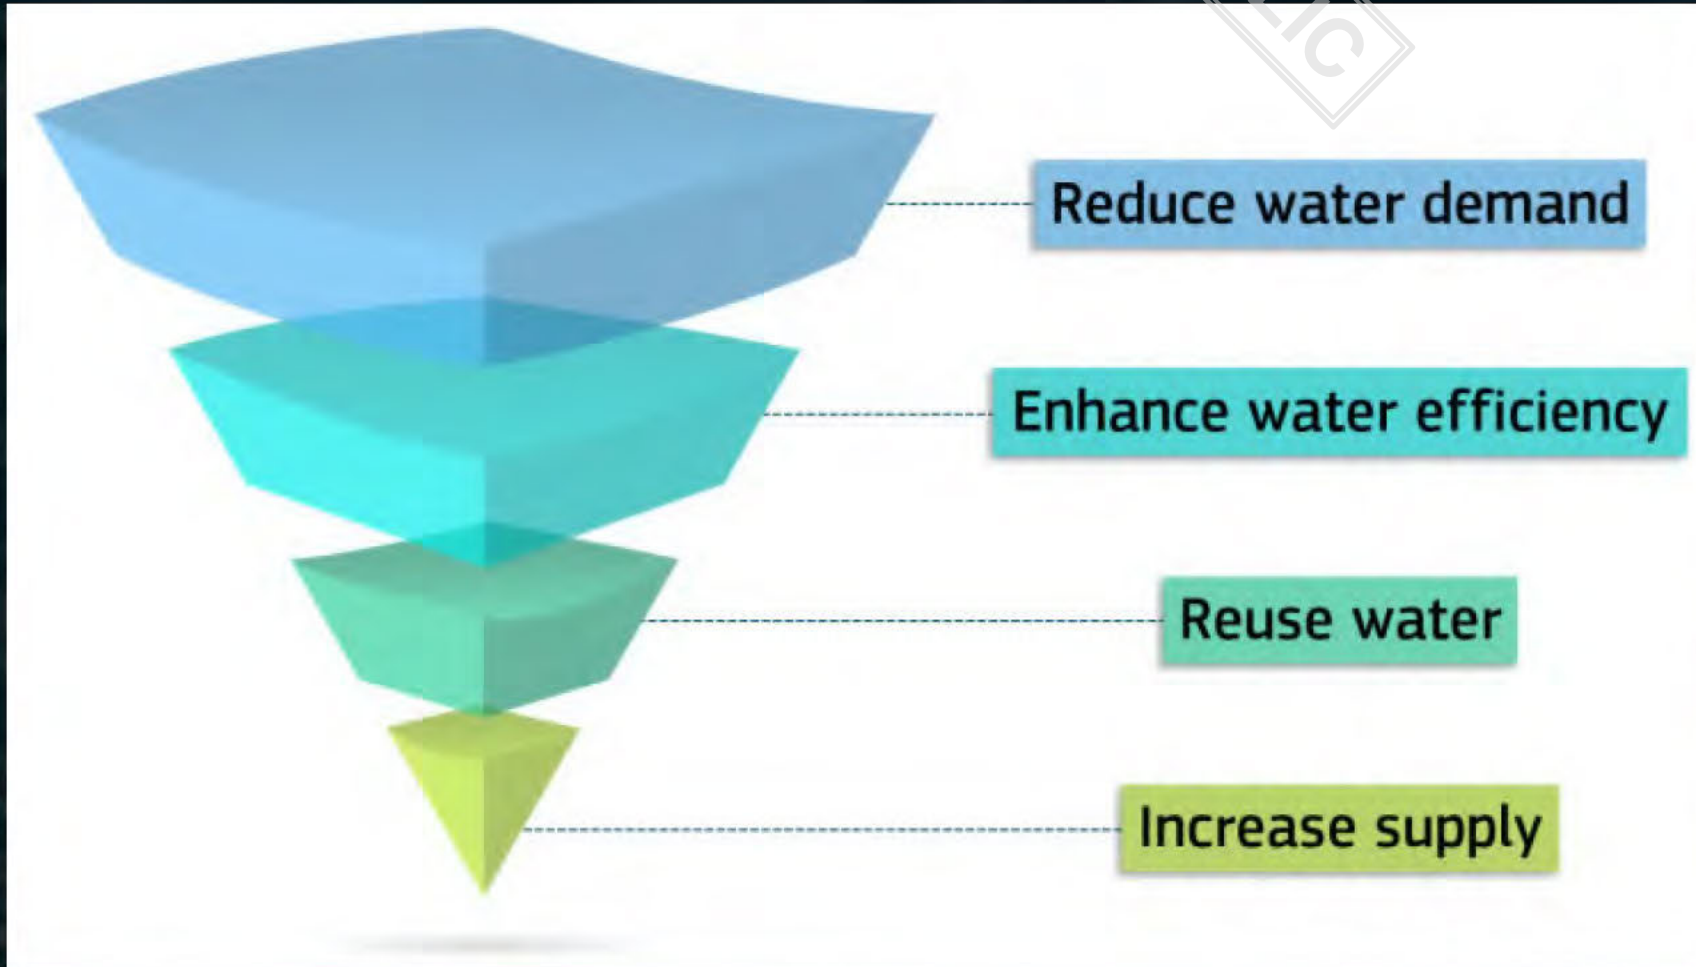 Reduce water demand
Enhance water efficiency
Reuse water
Increase supply